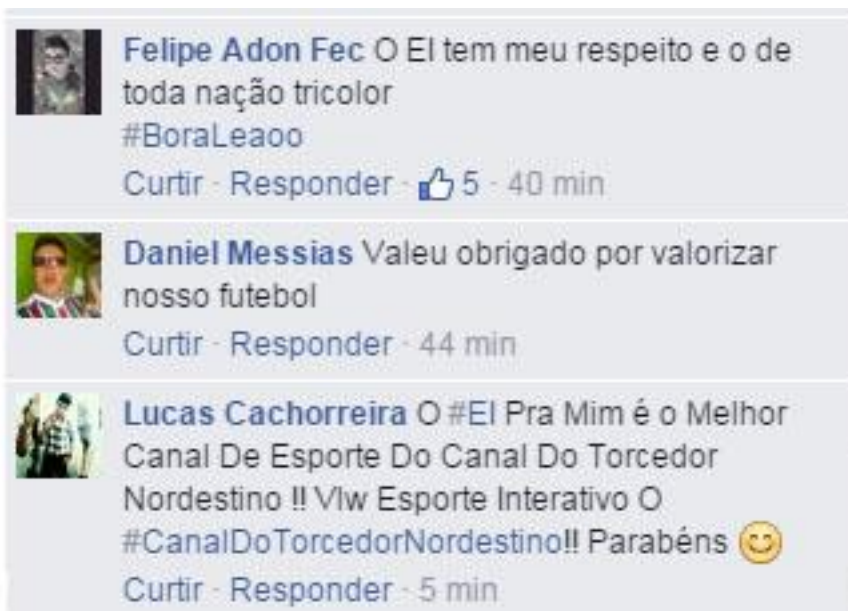 Felipe Adon Fec O EI tem meu respeito e o de
toda nação tricolor
#BoraLeaoo
Curtir · Responder · 5 · 40 min
Daniel Messias Valeu obrigado por valorizar
nosso futebol
Curtir · Responder · 44 min
Lucas Cachorreira O #EI Pra Mim é o Melhor
Canal De Esporte Do Canal Do Torcedor
Nordestino !! Vlw Esporte Interativo O
#CanalDoTorcedorNordestino!! Parabéns 😊
Curtir · Responder · 5 min